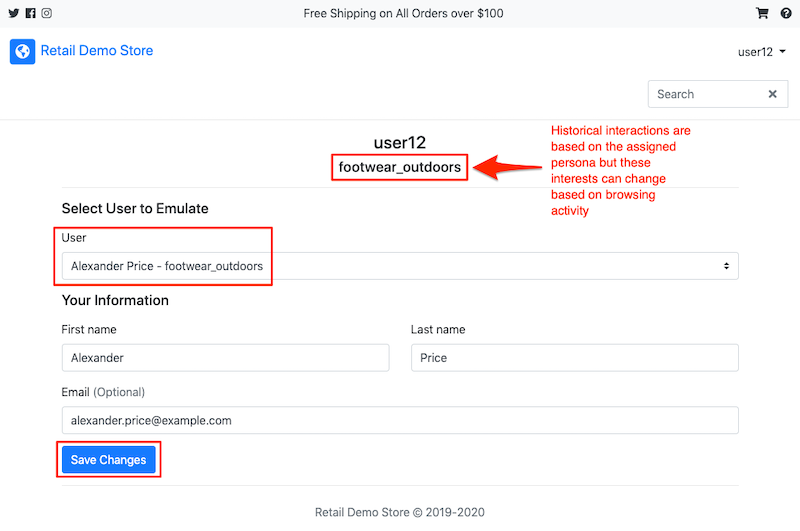 Free Shipping on All Orders over $100
Retail Demo Store
user12
Search
user12
footwear_outdoors
Historical interactions are
based on the assigned
persona but these
interests can change
based on browsing
activity
Select User to Emulate
User
Alexander Price - footwear_outdoors
Your Information
First name
Last name
Alexander
Price
Email (Optional)
alexander.price@example.com
Save Changes
Retail Demo Store © 2019-2020